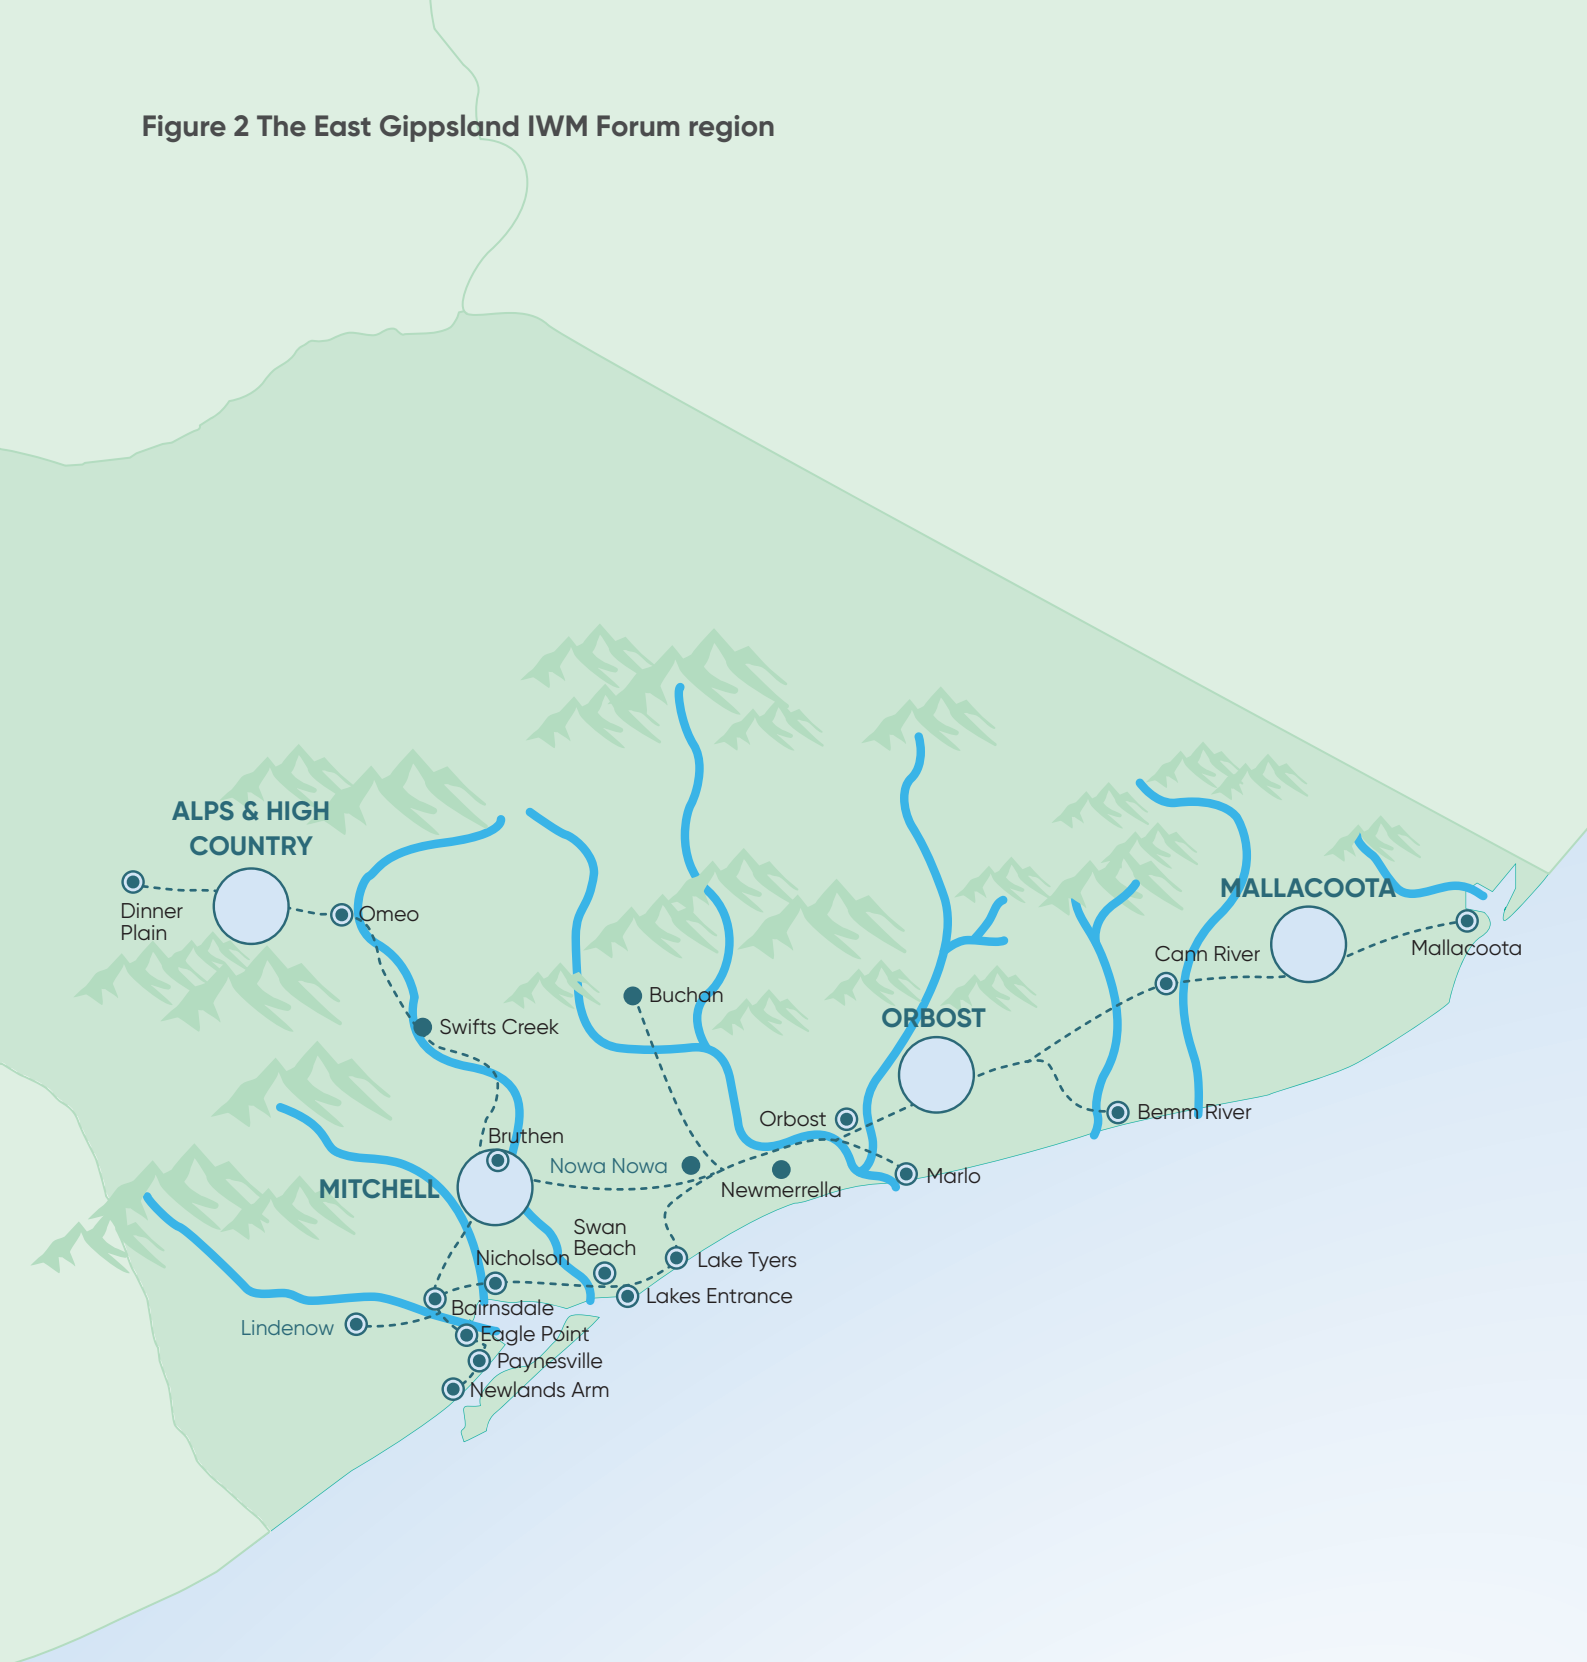 Figure 2 The East Gippsland IWM Forum region
ALPS & HIGH
COUNTRY
MALLACOOTA
Dinner
Plain
Omeo
Mallacoota
Cann River
Buchan
Swifts Creek
ORBOST
Orbost
Bemm River
Bruthen
Nowa Nowa
Marlo
MITCHELL
Newmerrella
Swan
Beach
Nicholson
Lake Tyers
Lakes Entrance
Bairnsdale
Lindenow
Eagle Point
Paynesville
Newlands Arm